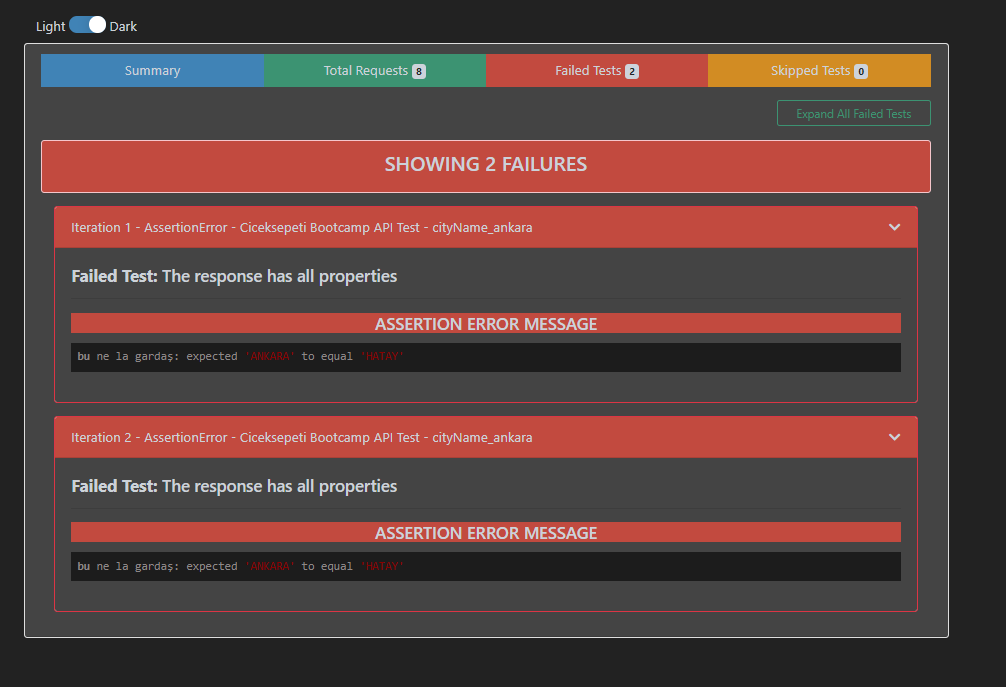 Light Dark
Summary Total Requests 8 Failed Tests 2 Skipped Tests 0
Expand All Failed Tests
SHOWING 2 FAILURES
Iteration 1 - AssertionError - Ciceksepeti Bootcamp API Test - cityName_ankara
Failed Test: The response has all properties
ASSERTION ERROR MESSAGE
bu ne la gardaş: expected 'ANKARA' to equal 'HATAY'
Iteration 2 - AssertionError - Ciceksepeti Bootcamp API Test - cityName_ankara
Failed Test: The response has all properties
ASSERTION ERROR MESSAGE
bu ne la gardaş: expected 'ANKARA' to equal 'HATAY'